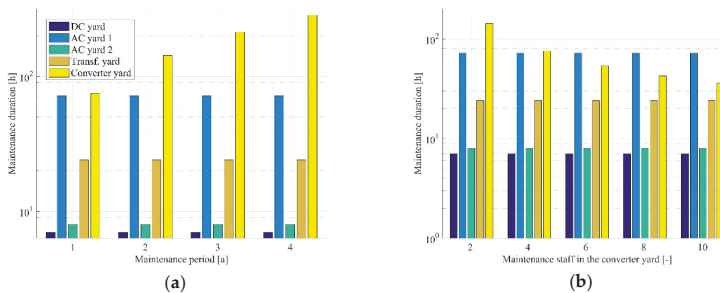 DC yard
AC yard 1
AC yard 2
Transf. yard
Converter yard
Maintenance duration [h]
10²
10¹
1 2 3 4
Maintenance period [a]
(a)
Maintenance duration [h]
10²
10¹
10⁰
2 4 6 8 10
Maintenance staff in the converter yard [-]
(b)